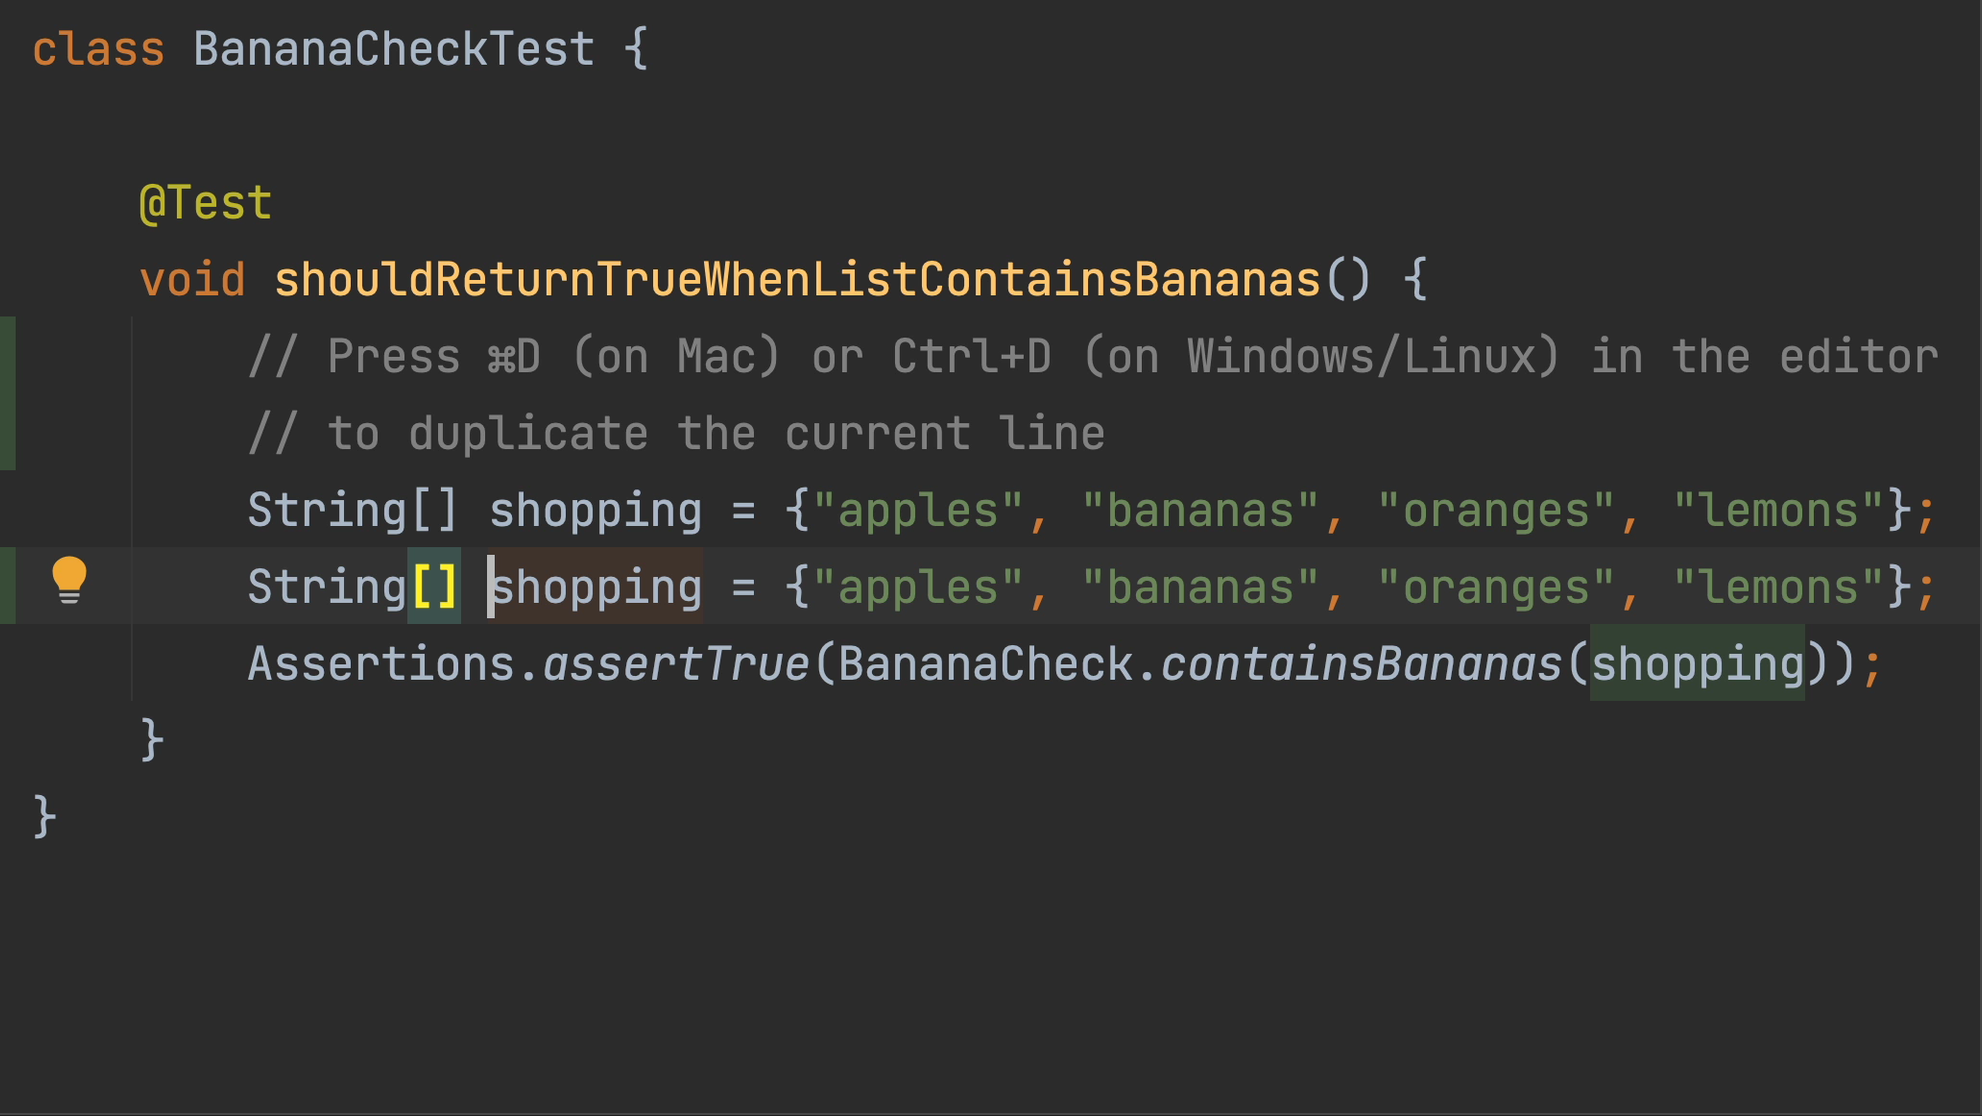 class BananaCheckTest {
@Test
void shouldReturnTrueWhenListContainsBananas() {
// Press ⌘D (on Mac) or Ctrl+D (on Windows/Linux) in the editor
// to duplicate the current line
String[] shopping = {"apples", "bananas", "oranges", "lemons"};
String[] shopping = {"apples", "bananas", "oranges", "lemons"};
Assertions.assertTrue(BananaCheck.containsBananas(shopping));
}
}